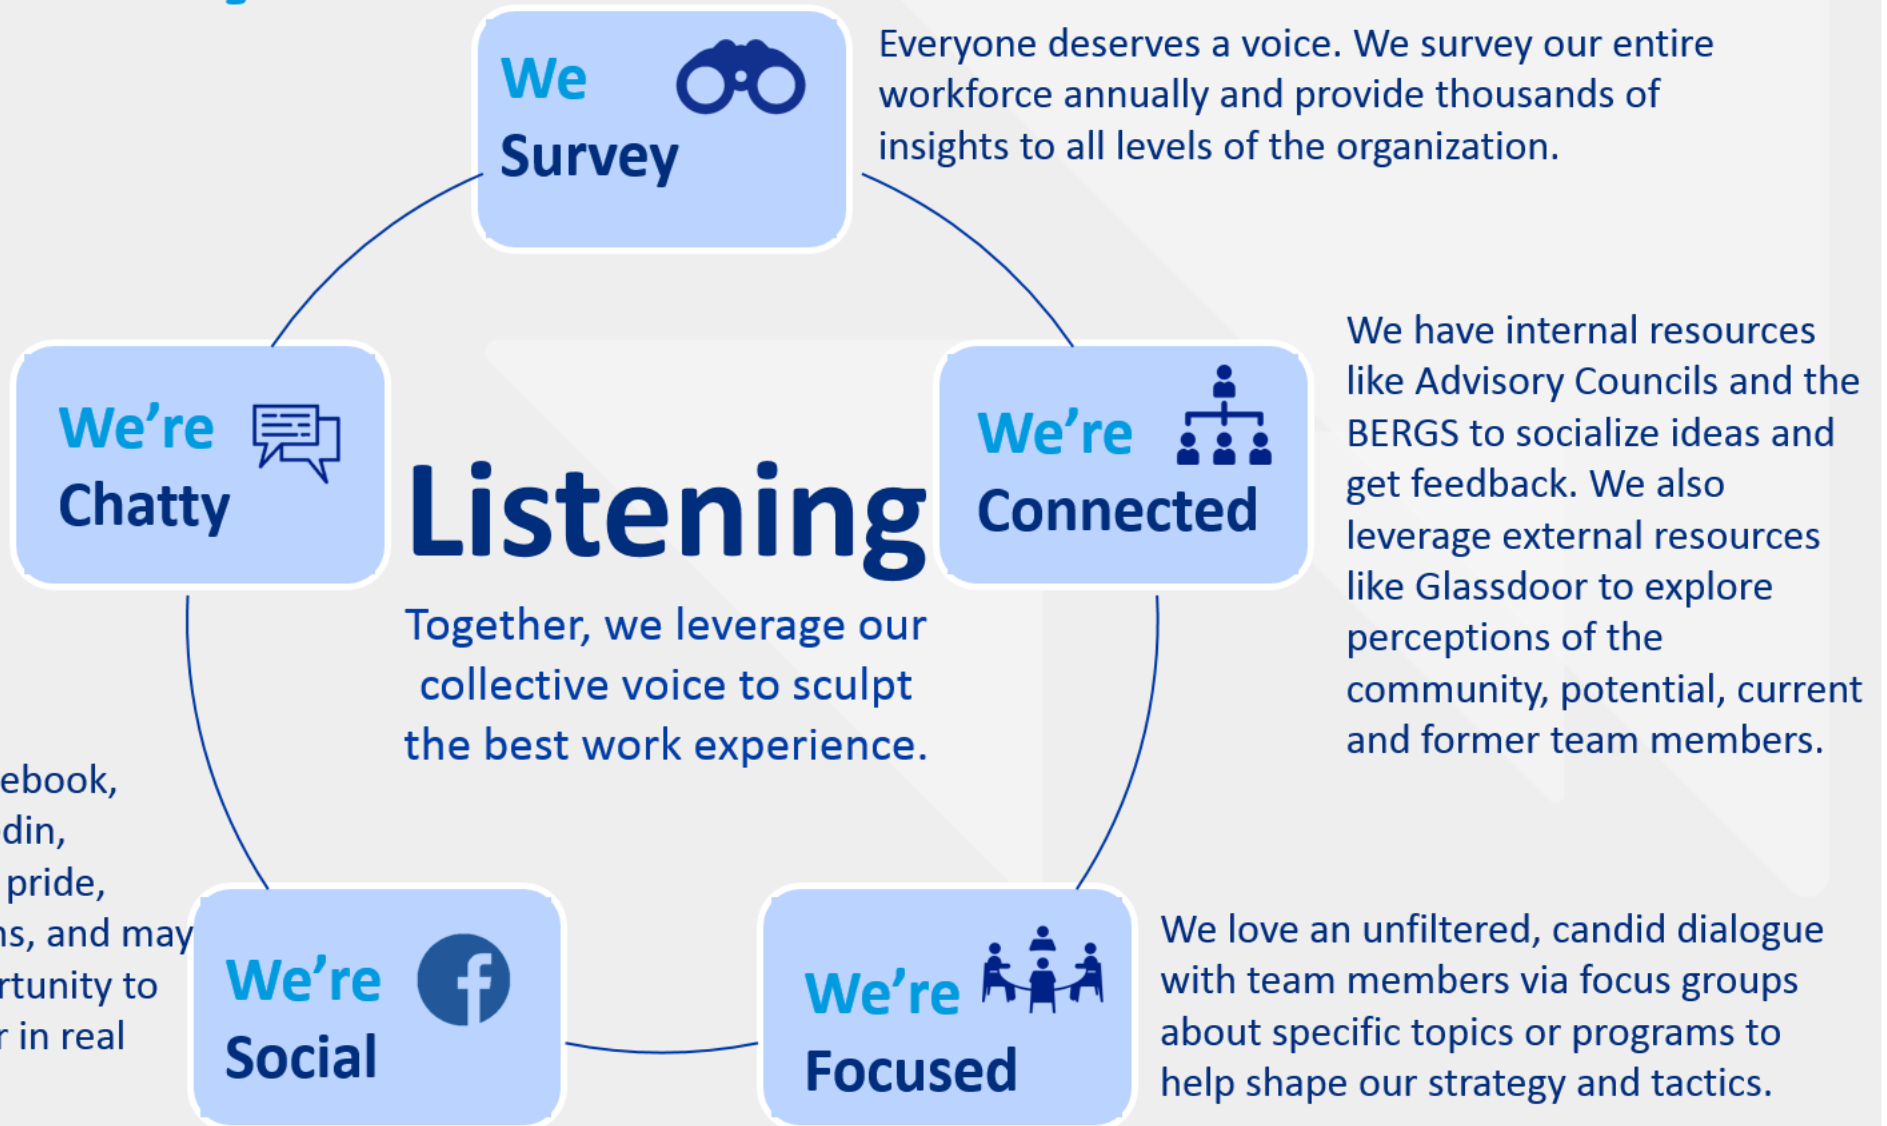 We
Survey
Everyone deserves a voice. We survey our entire
workforce annually and provide thousands of
insights to all levels of the organization.
We're
Chatty
Listening
Together, we leverage our
collective voice to sculpt
the best work experience.
We're
Connected
We have internal resources
like Advisory Councils and the
BERGS to socialize ideas and
get feedback. We also
leverage external resources
like Glassdoor to explore
perceptions of the
community, potential, current
and former team members.
ebook,
din,
pride,
ns, and may
rtunity to
r in real
We're
Social
We're
Focused
We love an unfiltered, candid dialogue
with team members via focus groups
about specific topics or programs to
help shape our strategy and tactics.